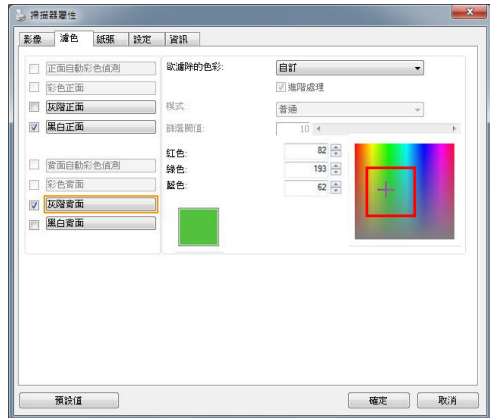 掃描器屬性
影像 濾色 紙張 設定 資訊
正面自動彩色偵測
彩色正面
灰階正面
黑白正面
背面自動彩色偵測
彩色背面
灰階背面
黑白背面
欲濾除的色彩: 自訂
進階處理
模式: 普通
篩選閾值: 10
紅色: 82
綠色: 193
藍色: 62
預設值 確定 取消